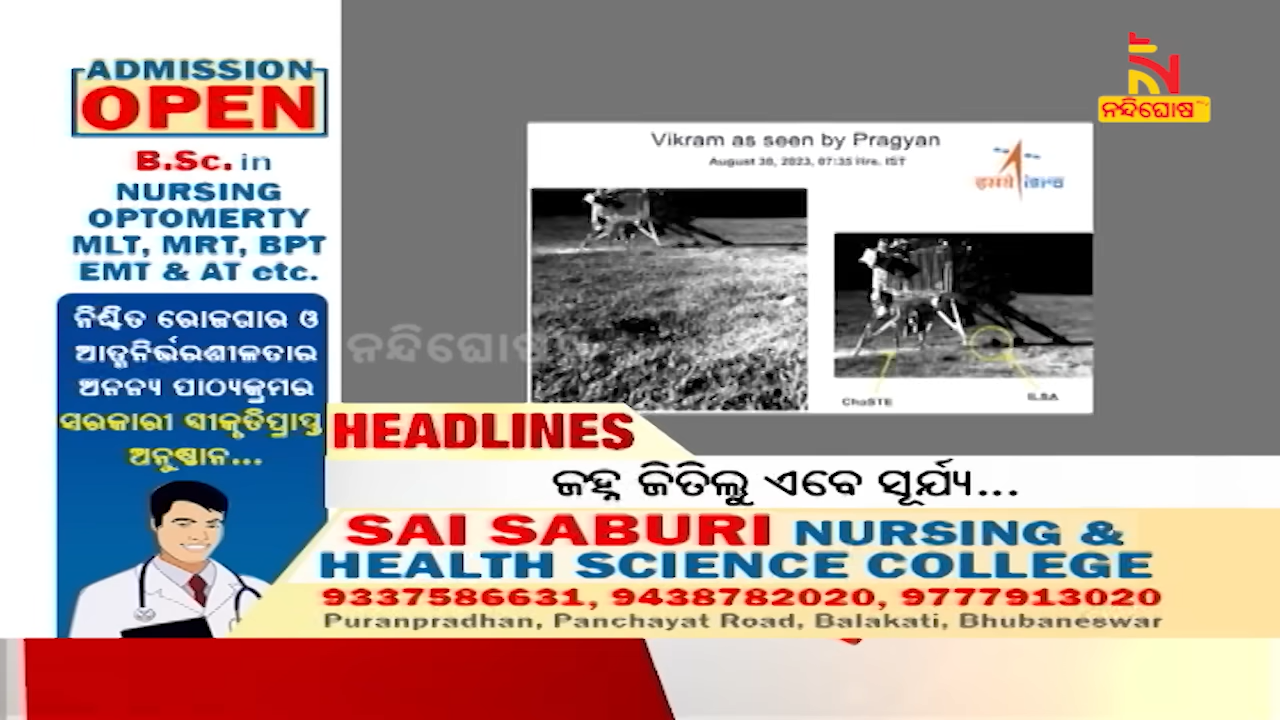 ADMISSION
OPEN
B.Sc. in
NURSING
OPTOMERTY
MLT, MRT, BPT
EMT & AT etc.
ନିଶ୍ଚିତ ରୋଜଗାର ଓ
ଆତ୍ମନିର୍ଭରଶୀଳତାର
ଅନନ୍ୟ ପାଠ୍ୟକ୍ରମର
ସରକାରୀ ସ୍ୱୀକୃତିପ୍ରାପ୍ତ
ଅନୁଷ୍ଠାନ...
ନନ୍ଦିଘୋଷ
Vikram as seen by Pragyan
August 30, 2023, 07:35 Hrs. IST
इसरो isro
ChaSTE
ILSA
ନନ୍ଦିଘୋଷ
HEADLINES
ଜହ୍ନ ଜିତିଲୁ ଏବେ ସୂର୍ଯ୍ୟ...
SAI SABURI NURSING &
HEALTH SCIENCE COLLEGE
9337586631, 9438782020, 9777913020
Puranpradhan, Panchayat Road, Balakati, Bhubaneswar